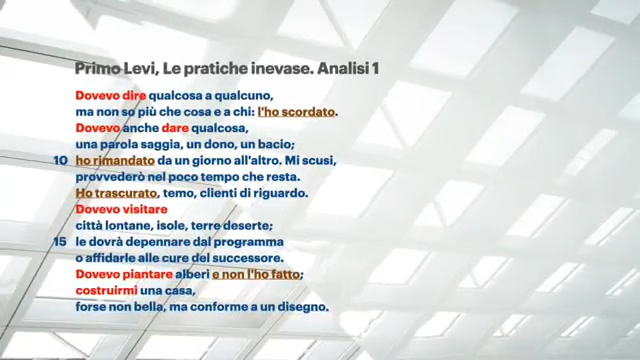 Primo Levi, Le pratiche inevase. Analisi 1
Dovevo dire qualcosa a qualcuno,
ma non so più che cosa e a chi: l'ho scordato.
Dovevo anche dare qualcosa,
una parola saggia, un dono, un bacio;
10 ho rimandato da un giorno all'altro. Mi scusi,
provvederò nel poco tempo che resta.
Ho trascurato, temo, clienti di riguardo.
Dovevo visitare
città lontane, isole, terre deserte;
15 le dovrà depennare dal programma
o affidarle alle cure del successore.
Dovevo piantare alberi e non l'ho fatto;
costruirmi una casa,
forse non bella, ma conforme a un disegno.